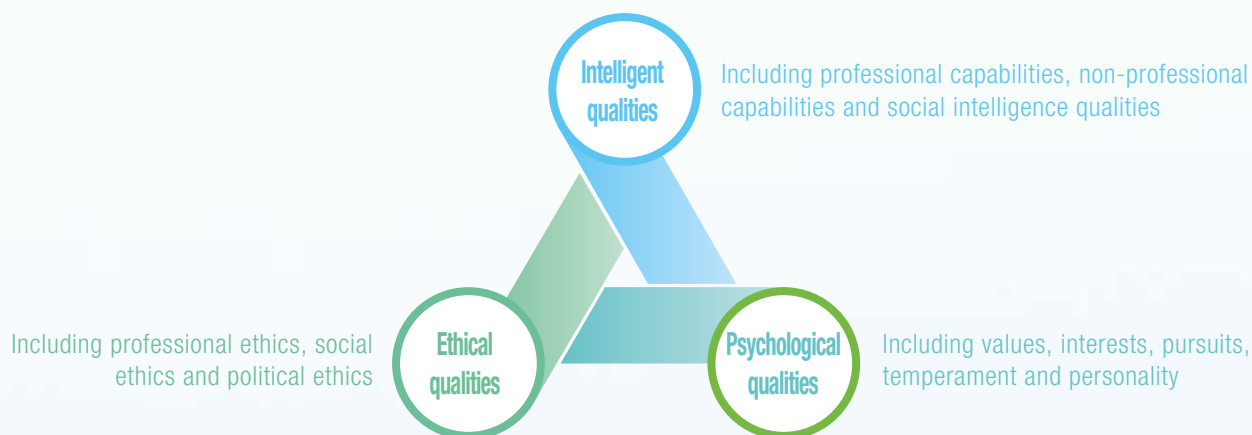 Intelligent
qualities
Including professional capabilities, non-professional
capabilities and social intelligence qualities
Including professional ethics, social
ethics and political ethics
Ethical
qualities
Psychological
qualities
Including values, interests, pursuits,
temperament and personality